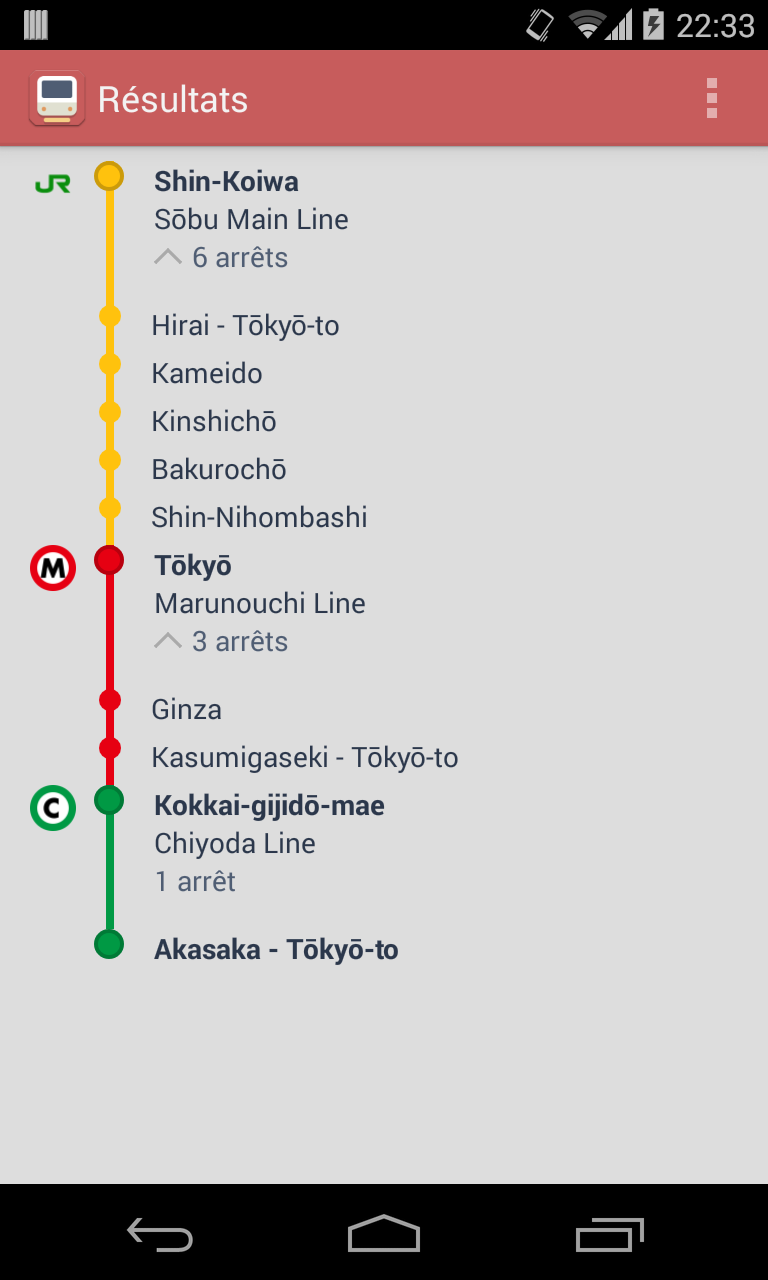 22:33
Résultats
JR
Shin-Koiwa
Sōbu Main Line
6 arrêts
Hirai - Tōkyō-to
Kameido
Kinshichō
Bakurochō
Shin-Nihombashi
M
Tōkyō
Marunouchi Line
3 arrêts
Ginza
Kasumigaseki - Tōkyō-to
C
Kokkai-gijidō-mae
Chiyoda Line
1 arrêt
Akasaka - Tōkyō-to